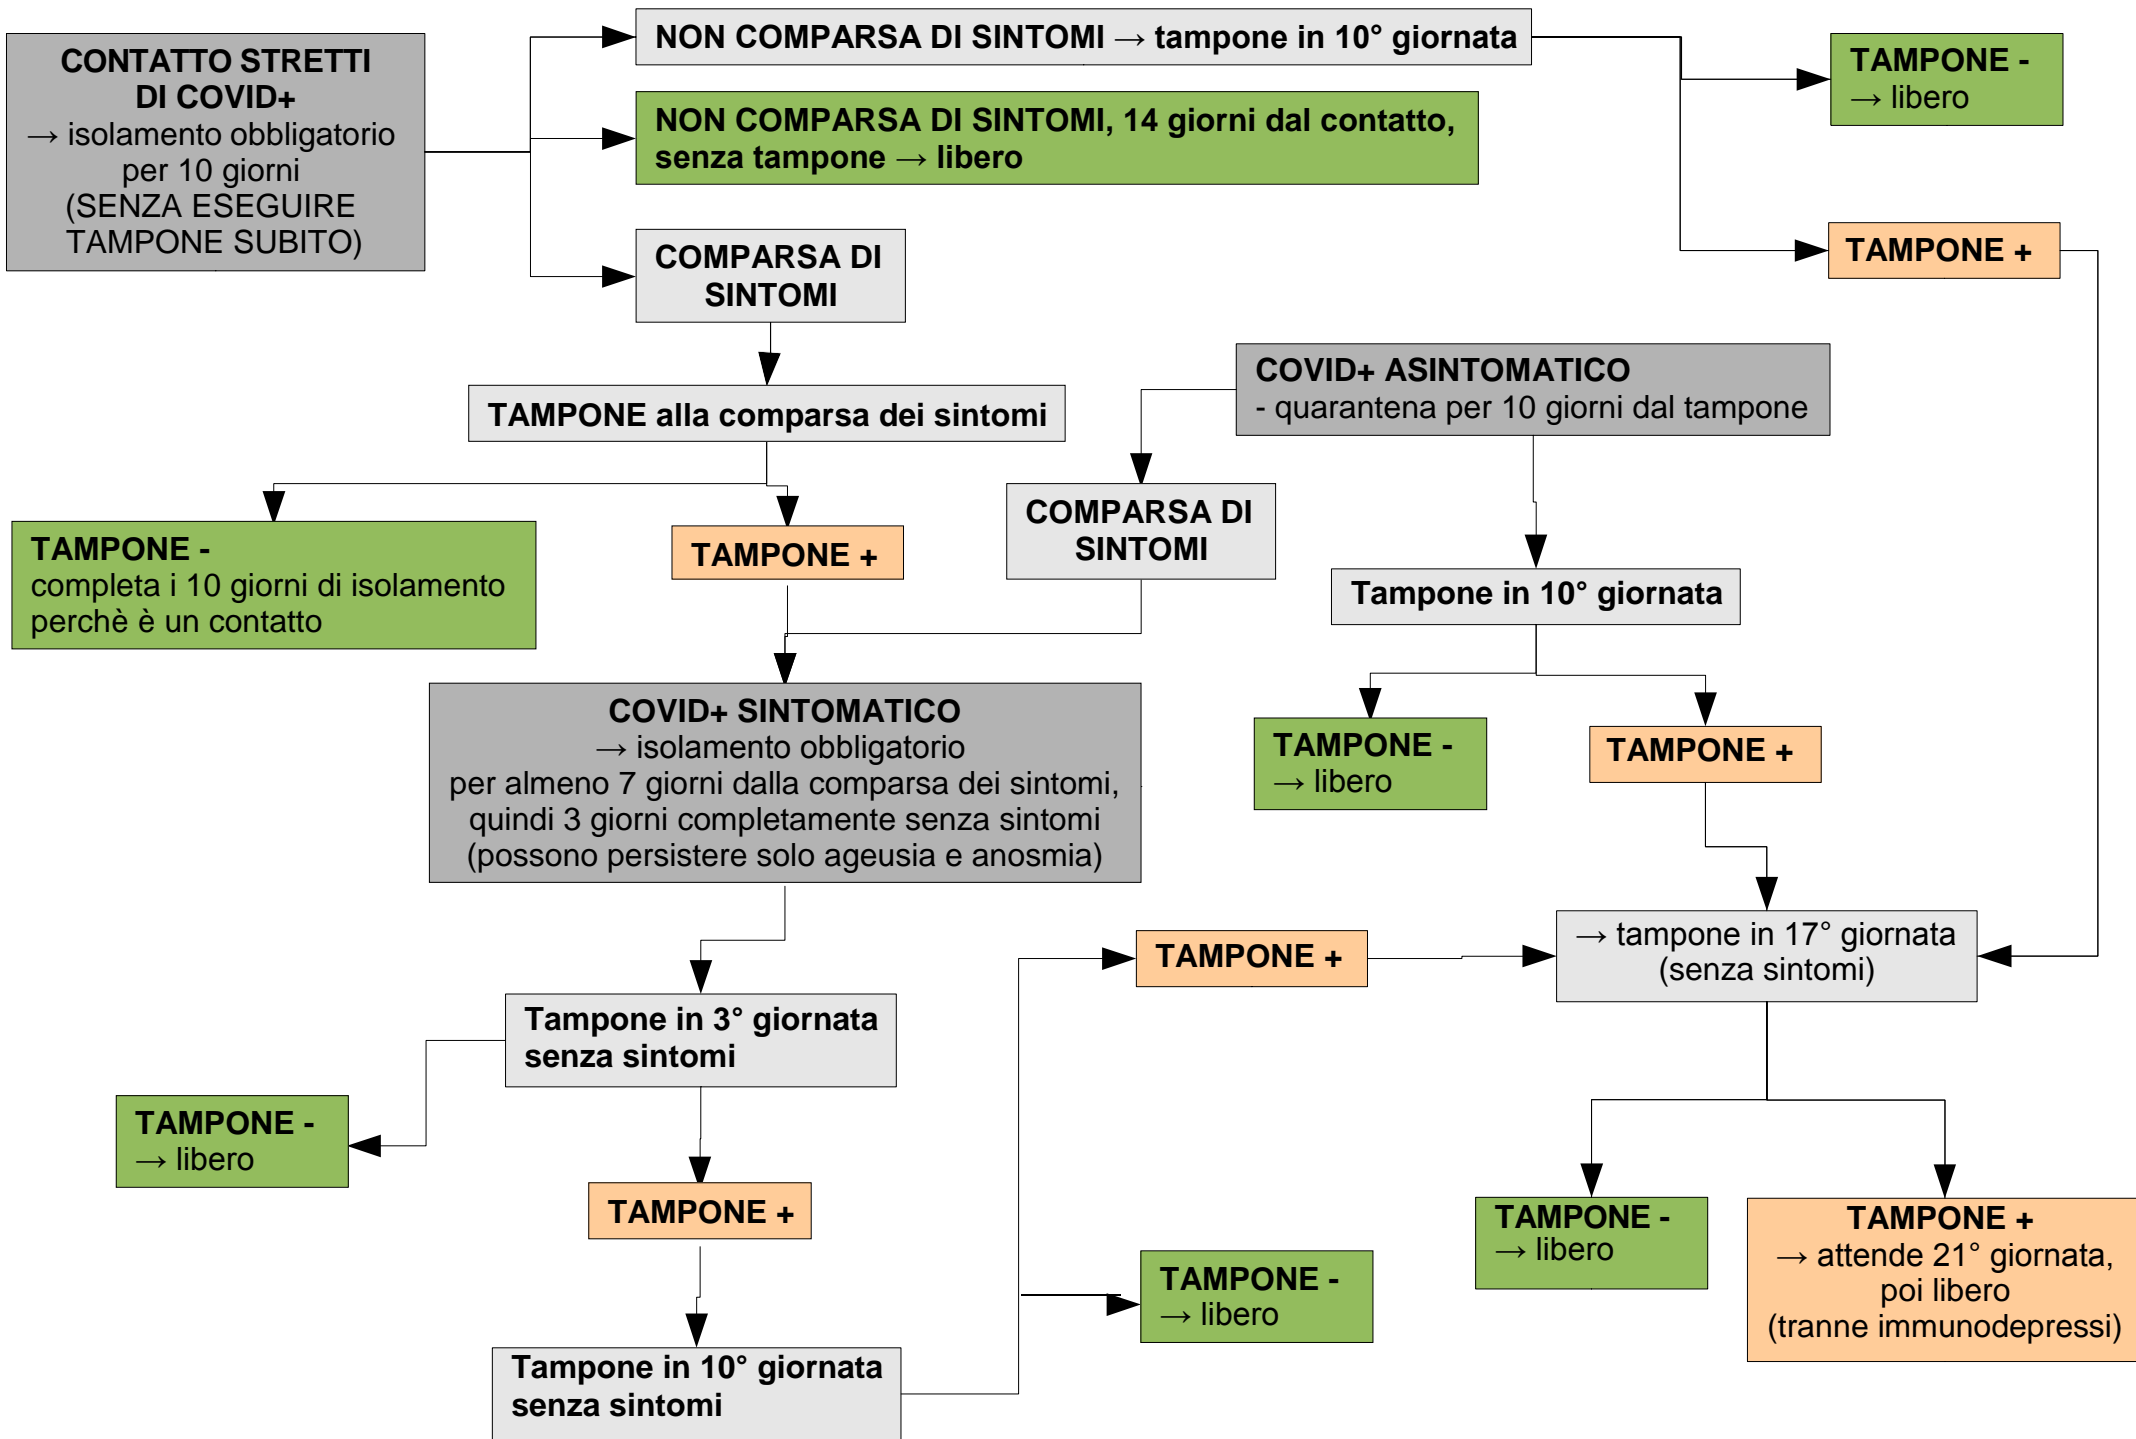 CONTATTO STRETTI
DI COVID+
→ isolamento obbligatorio
per 10 giorni
(SENZA ESEGUIRE
TAMPONE SUBITO)
NON COMPARSA DI SINTOMI → tampone in 10° giornata
TAMPONE -
→ libero
NON COMPARSA DI SINTOMI, 14 giorni dal contatto,
senza tampone → libero
TAMPONE +
COMPARSA DI
SINTOMI
TAMPONE alla comparsa dei sintomi
COVID+ ASINTOMATICO
- quarantena per 10 giorni dal tampone
TAMPONE -
completa i 10 giorni di isolamento
perchè è un contatto
TAMPONE +
COMPARSA DI
SINTOMI
Tampone in 10° giornata
COVID+ SINTOMATICO
→ isolamento obbligatorio
per almeno 7 giorni dalla comparsa dei sintomi,
quindi 3 giorni completamente senza sintomi
(possono persistere solo ageusia e anosmia)
TAMPONE -
→ libero
TAMPONE +
TAMPONE +
→ tampone in 17° giornata
(senza sintomi)
Tampone in 3° giornata
senza sintomi
TAMPONE -
→ libero
TAMPONE +
TAMPONE -
→ libero
TAMPONE -
→ libero
TAMPONE +
→ attende 21° giornata,
poi libero
(tranne immunodepressi)
Tampone in 10° giornata
senza sintomi